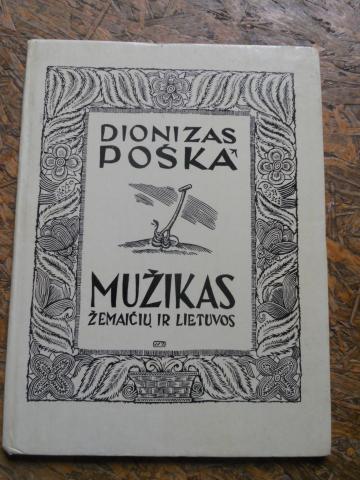 DIONIZAS
POŠKA
MUŽIKAS
ŽEMAIČIŲ IR LIETUVOS